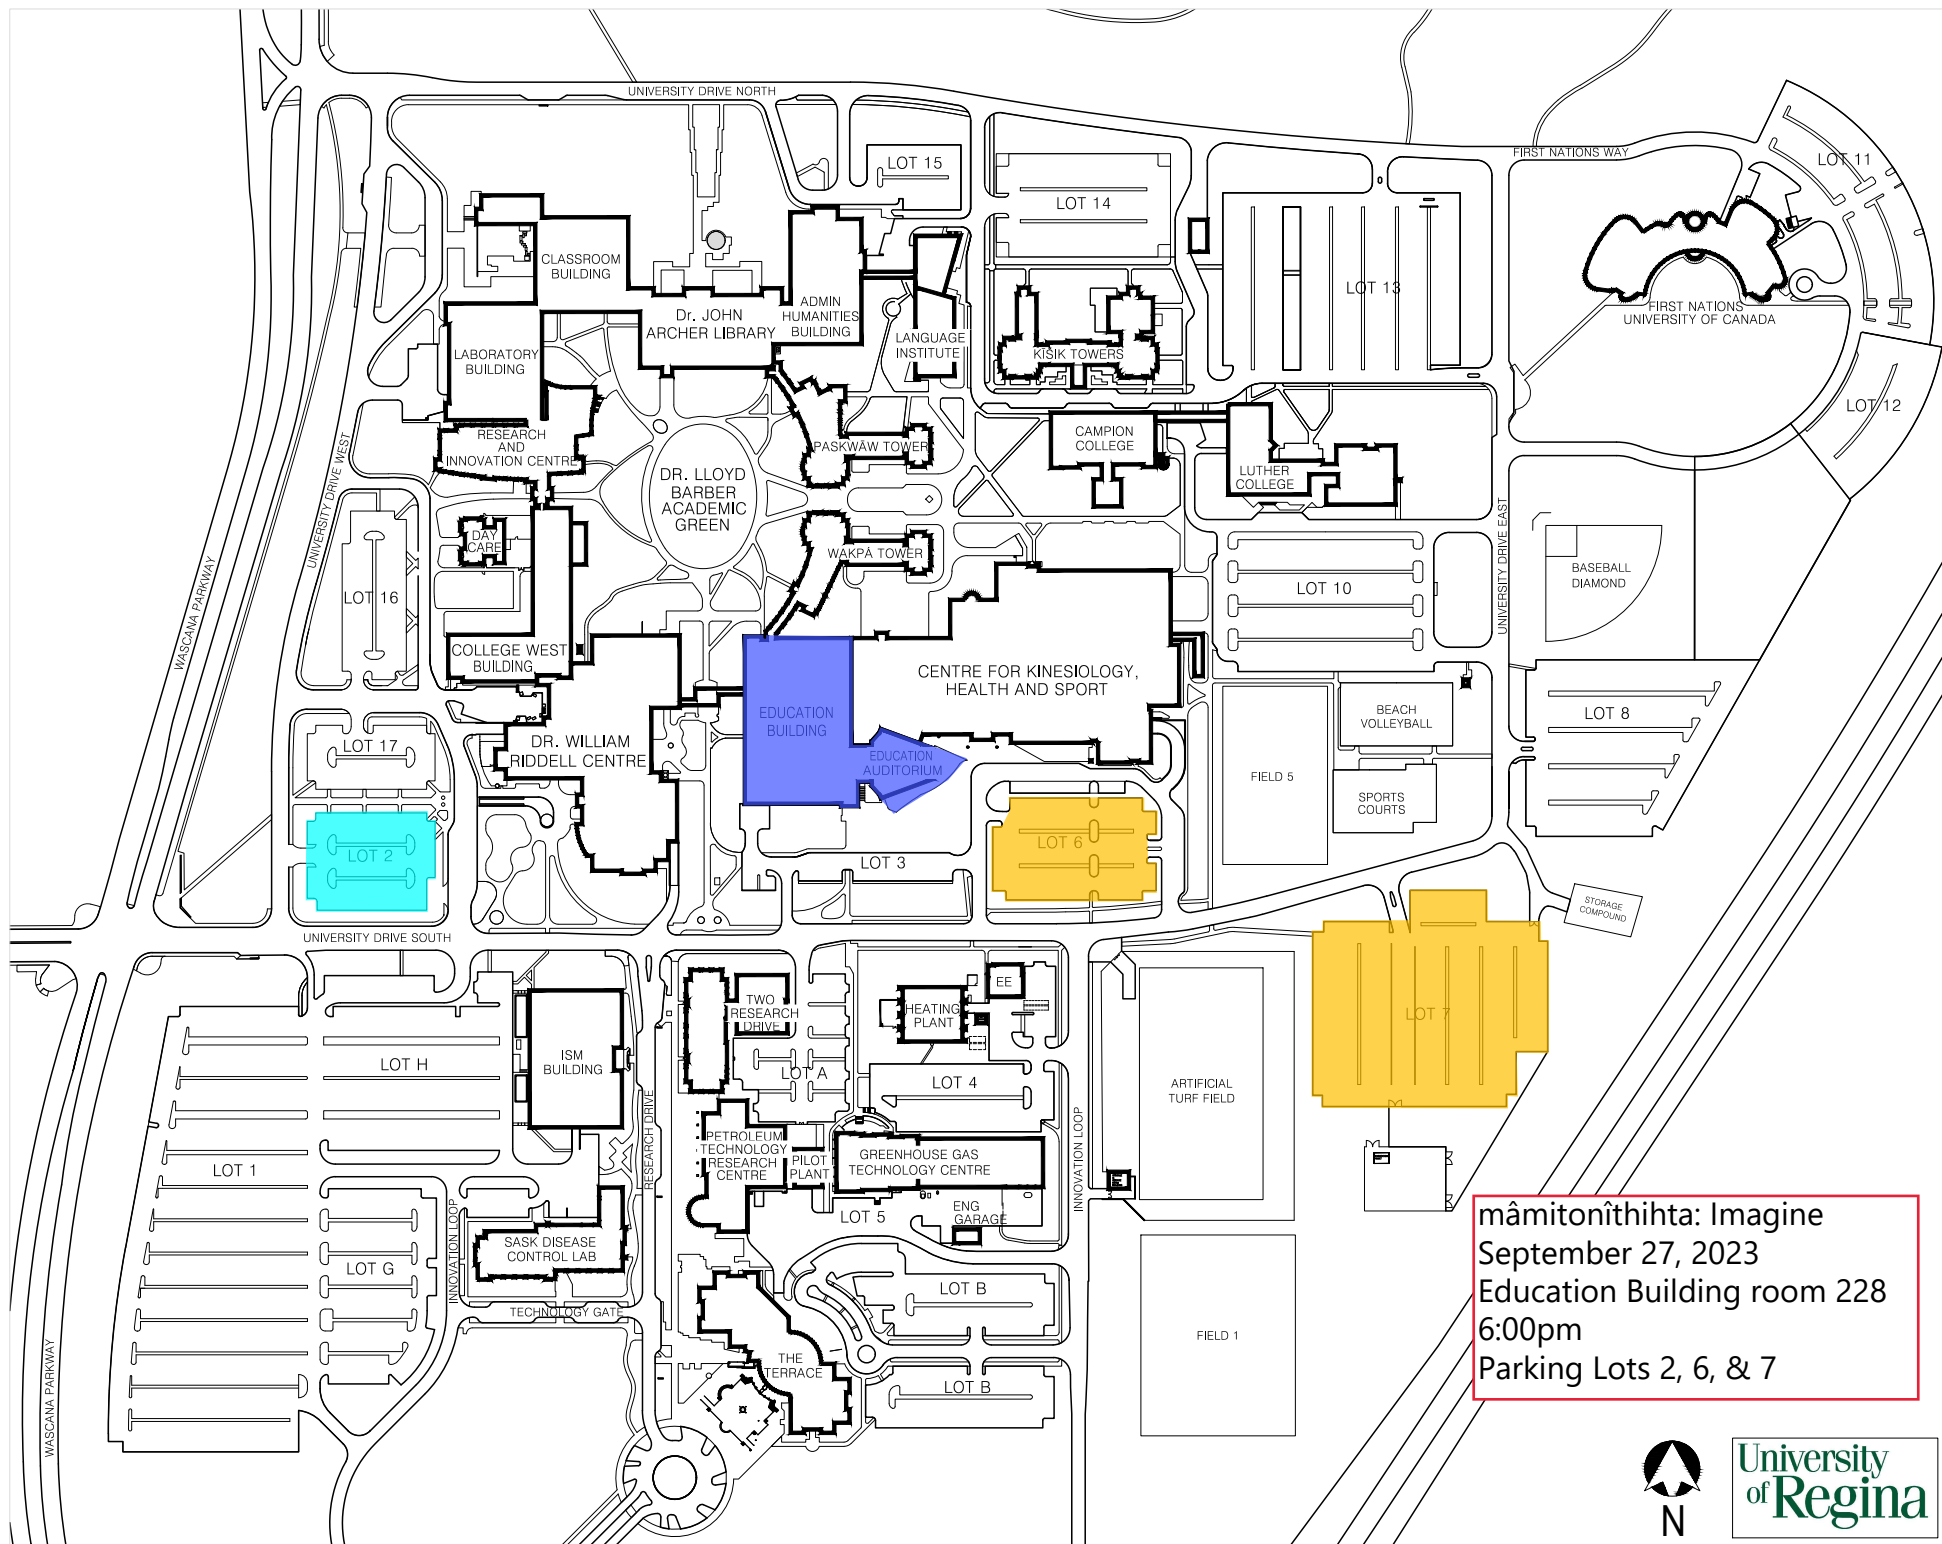 UNIVERSITY DRIVE NORTH
FIRST NATIONS WAY
LOT 11
LOT 15
LOT 14
CLASSROOM
BUILDING
ADMIN
HUMANITIES
BUILDING
Dr. JOHN
ARCHER LIBRARY
LOT 13
FIRST NATIONS
UNIVERSITY OF CANADA
LANGUAGE
INSTITUTE
KĪSIK TOWERS
LABORATORY
BUILDING
LOT 12
RESEARCH
AND
INNOVATION CENTRE
PASKWĀW TOWER
CAMPION
COLLEGE
LUTHER
COLLEGE
UNIVERSITY DRIVE WEST
DR. LLOYD
BARBER
ACADEMIC
GREEN
DAY
CARE
WAKPĀ TOWER
UNIVERSITY DRIVE EAST
BASEBALL
DIAMOND
WASCANA PARKWAY
LOT 16
LOT 10
COLLEGE WEST
BUILDING
CENTRE FOR KINESIOLOGY,
HEALTH AND SPORT
EDUCATION
BUILDING
BEACH
VOLLEYBALL
LOT 8
LOT 17
DR. WILLIAM
RIDDELL CENTRE
EDUCATION
AUDITORIUM
FIELD 5
SPORTS
COURTS
LOT 2
LOT 3
LOT 6
STORAGE
COMPOUND
UNIVERSITY DRIVE SOUTH
TWO
RESEARCH
DRIVE
HEATING
PLANT
EE
LOT 7
ISM
BUILDING
LOT H
LOT A
LOT 4
ARTIFICIAL
TURF FIELD
RESEARCH DRIVE
INNOVATION LOOP
PETROLEUM
TECHNOLOGY
RESEARCH
CENTRE
PILOT
PLANT
GREENHOUSE GAS
TECHNOLOGY CENTRE
LOT 1
LOT 5
ENG
GARAGE
INNOVATION LOOP
SASK DISEASE
CONTROL LAB
LOT G
TECHNOLOGY GATE
LOT B
FIELD 1
THE
TERRACE
LOT B
WASCANA PARKWAY
mâmitonîthihta: Imagine
September 27, 2023
Education Building room 228
6:00pm
Parking Lots 2, 6, & 7
N
University
of Regina